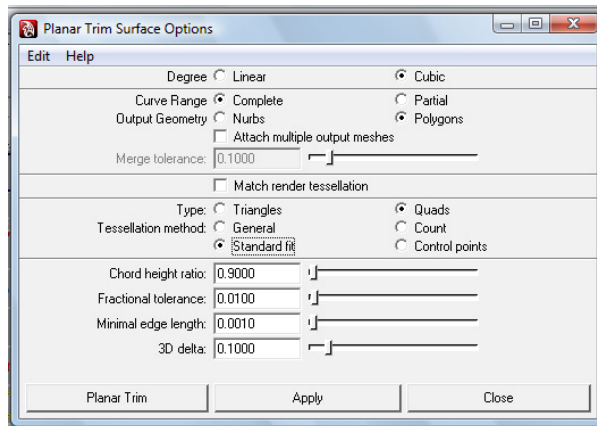 Planar Trim Surface Options
Edit Help
Degree Linear Cubic
Curve Range Complete Partial
Output Geometry Nurbs Polygons
Attach multiple output meshes
Merge tolerance: 0.1000
Match render tessellation
Type: Triangles Quads
Tessellation method: General Count
Standard fit Control points
Chord height ratio: 0.9000
Fractional tolerance: 0.0100
Minimal edge length: 0.0010
3D delta: 0.1000
Planar Trim Apply Close